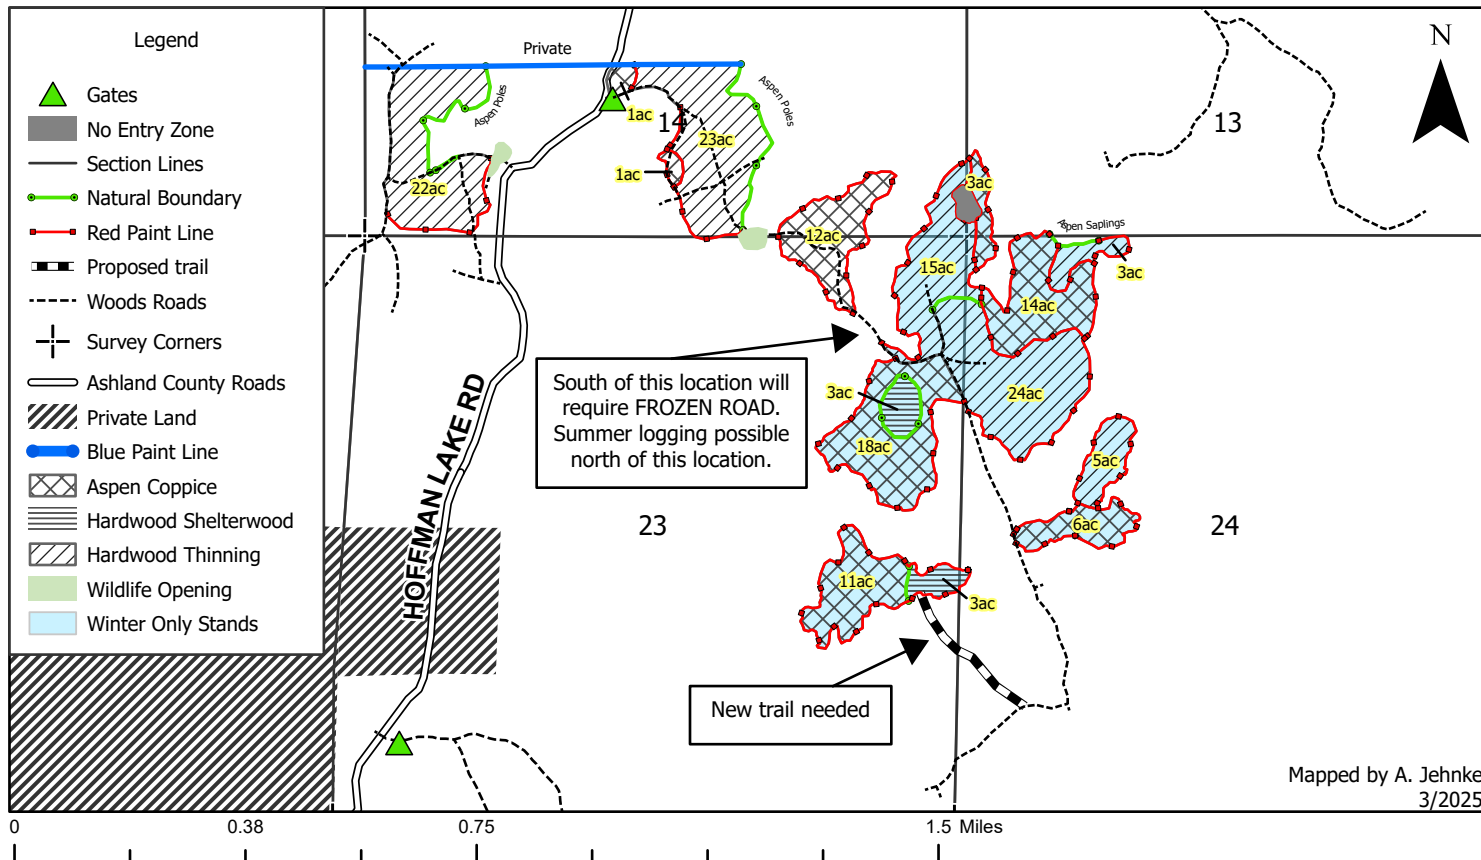 Legend
Gates
No Entry Zone
Section Lines
Natural Boundary
Red Paint Line
Proposed trail
Woods Roads
Survey Corners
Ashland County Roads
Private Land
Blue Paint Line
Aspen Coppice
Hardwood Shelterwood
Hardwood Thinning
Wildlife Opening
Winter Only Stands
Private
Aspen Poles
Aspen Poles
N
1ac
14
13
23ac
1ac
22ac
3ac
12ac
Aspen Saplings
15ac
3ac
14ac
South of this location will
require FROZEN ROAD.
Summer logging possible
north of this location.
3ac
24ac
18ac
5ac
6ac
HOFFMAN LAKE RD
23
24
11ac
3ac
New trail needed
Mapped by A. Jehnke
3/2025
0 0.38 0.75 1.5 Miles